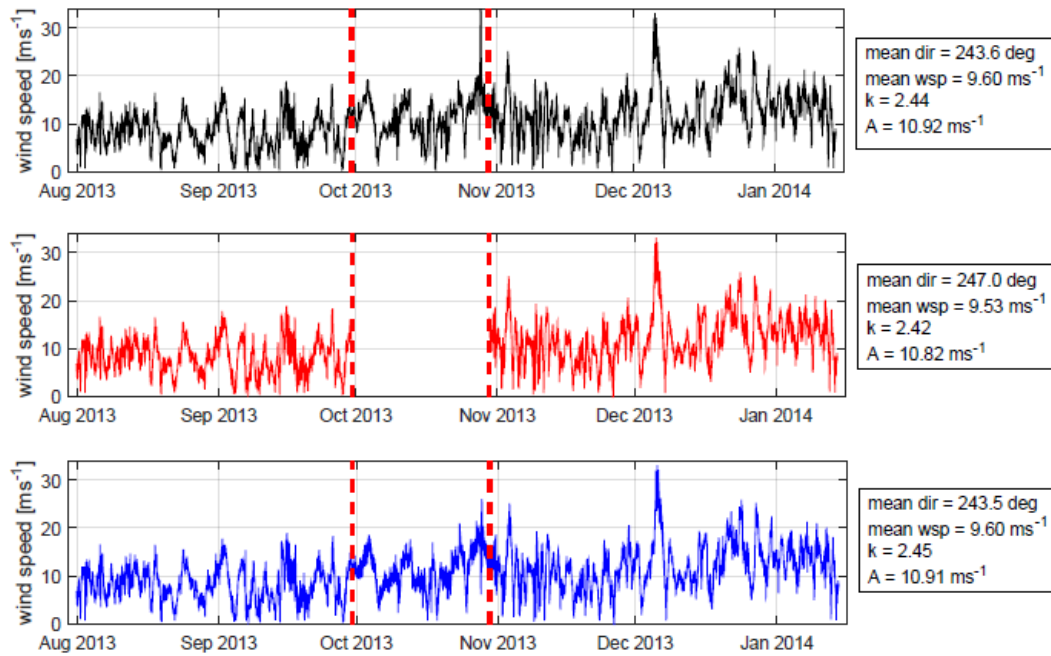 wind speed [ms⁻¹]
30
20
10
0
Aug 2013 Sep 2013 Oct 2013 Nov 2013 Dec 2013 Jan 2014
mean dir = 243.6 deg
mean wsp = 9.60 ms⁻¹
k = 2.44
A = 10.92 ms⁻¹
wind speed [ms⁻¹]
30
20
10
0
Aug 2013 Sep 2013 Oct 2013 Nov 2013 Dec 2013 Jan 2014
mean dir = 247.0 deg
mean wsp = 9.53 ms⁻¹
k = 2.42
A = 10.82 ms⁻¹
wind speed [ms⁻¹]
30
20
10
0
Aug 2013 Sep 2013 Oct 2013 Nov 2013 Dec 2013 Jan 2014
mean dir = 243.5 deg
mean wsp = 9.60 ms⁻¹
k = 2.45
A = 10.91 ms⁻¹